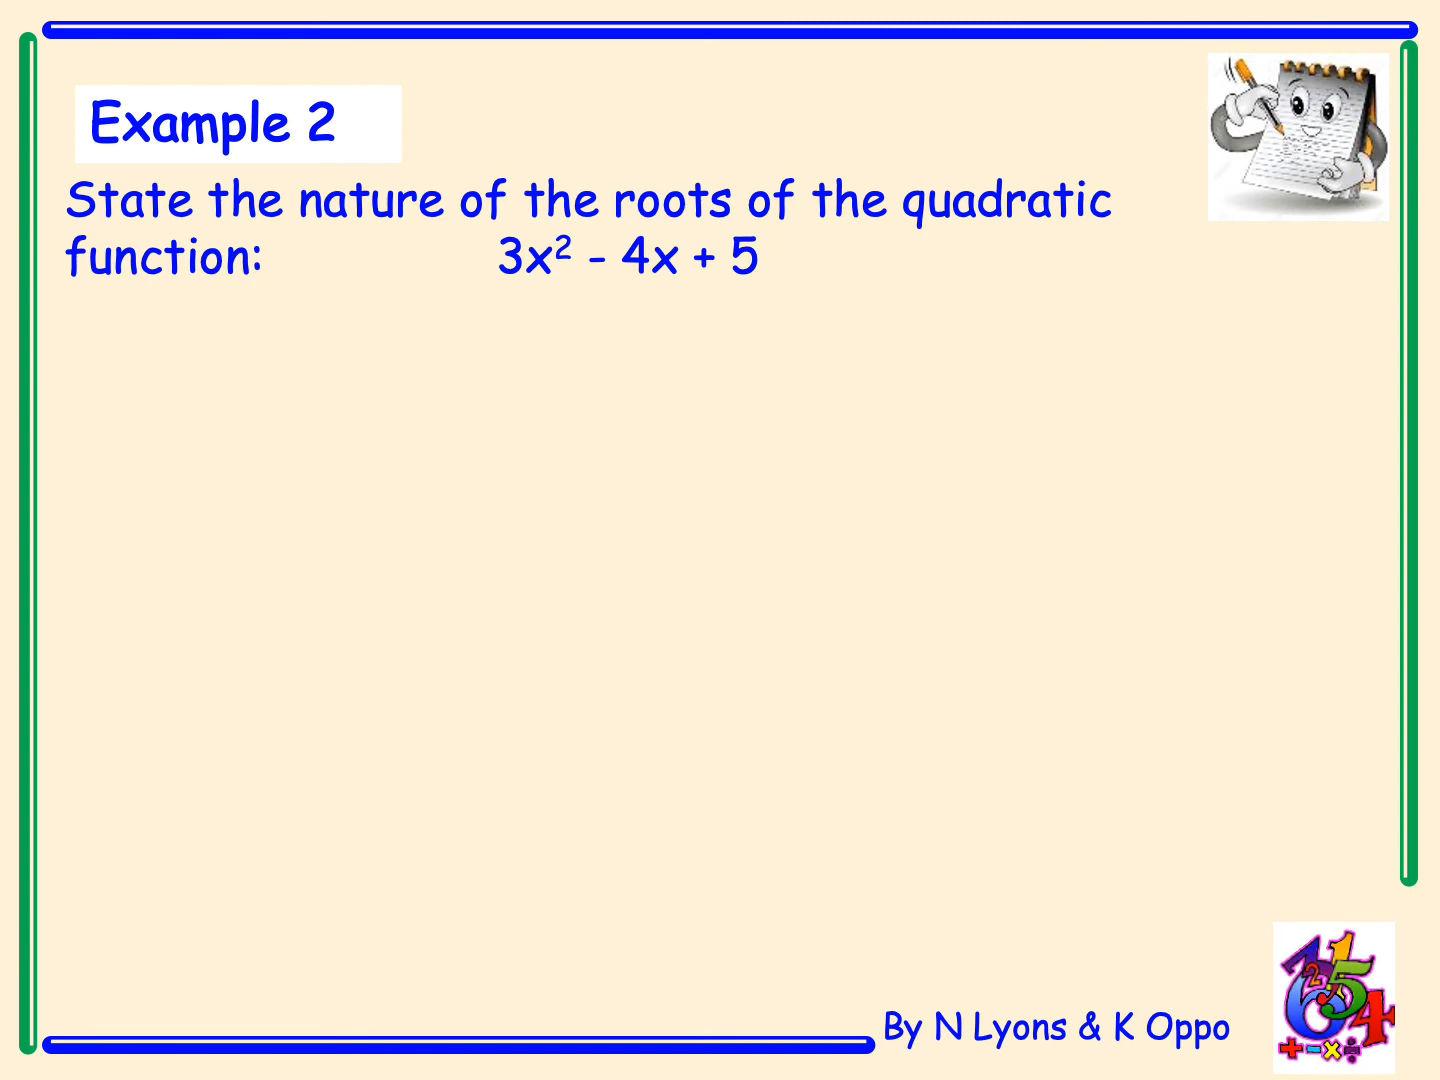 Example 2
State the nature of the roots of the quadratic
function: 3x² - 4x + 5
By N Lyons & K Oppo